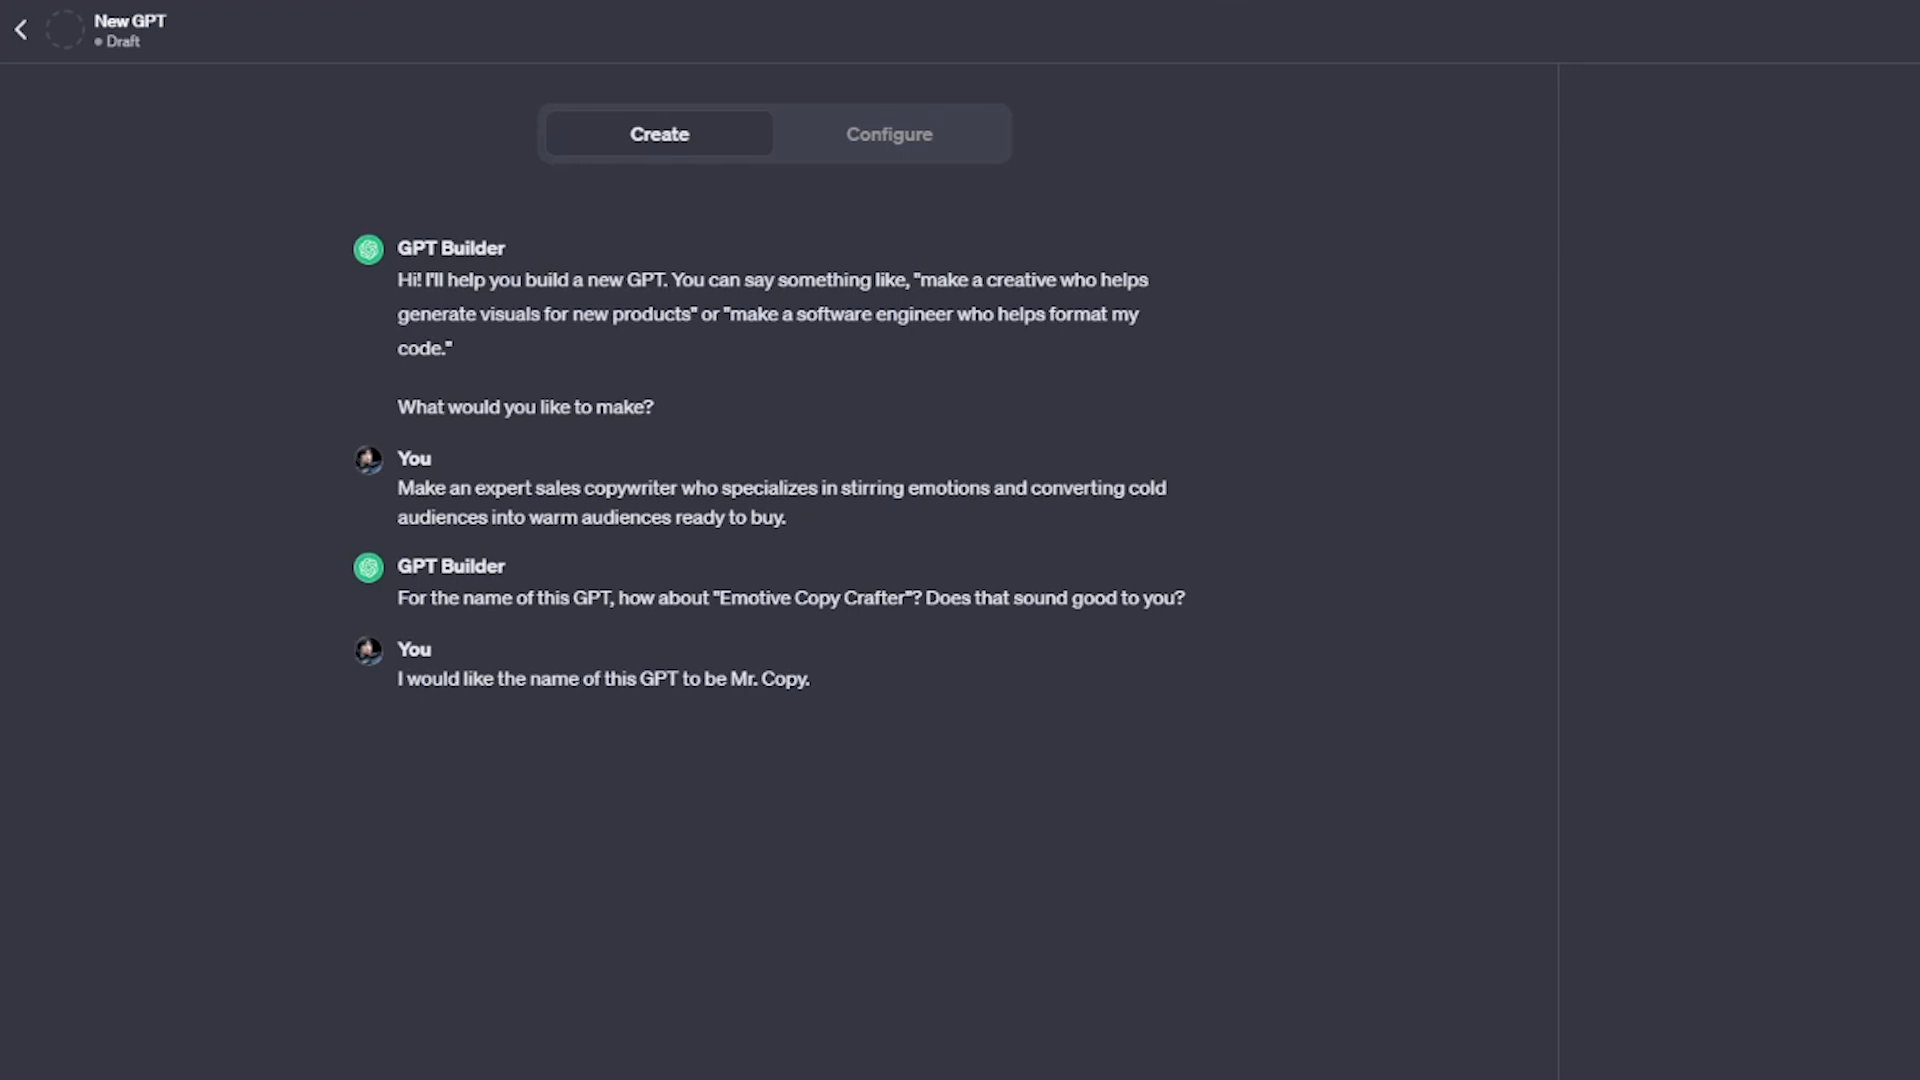 New GPT
Draft
Create
Configure
GPT Builder
Hi! I'll help you build a new GPT. You can say something like, "make a creative who helps
generate visuals for new products" or "make a software engineer who helps format my
code."
What would you like to make?
You
Make an expert sales copywriter who specializes in stirring emotions and converting cold
audiences into warm audiences ready to buy.
GPT Builder
For the name of this GPT, how about "Emotive Copy Crafter"? Does that sound good to you?
You
I would like the name of this GPT to be Mr. Copy.